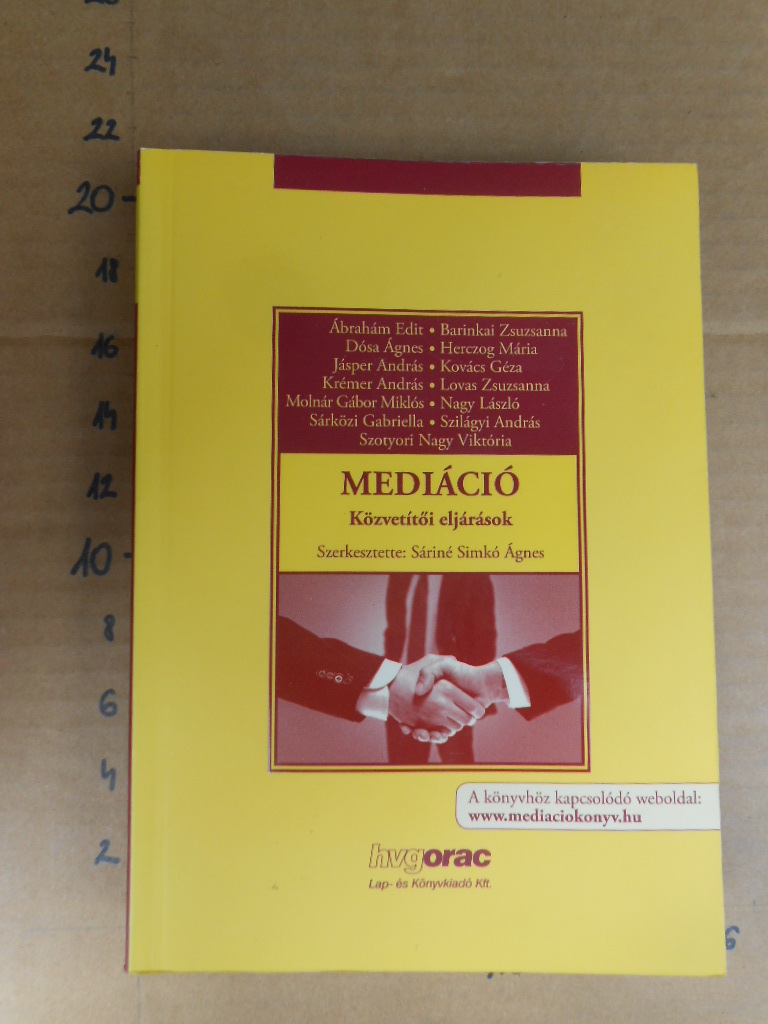 24
22
20
18
16
14
12
10
8
6
4
2
Ábrahám Edit • Barinkai Zsuzsanna
Dósa Ágnes • Herczog Mária
Jásper András • Kovács Géza
Krémer András • Lovas Zsuzsanna
Molnár Gábor Miklós • Nagy László
Sárközi Gabriella • Szilágyi András
Szotyori Nagy Viktória
MEDIÁCIÓ
Közvetítői eljárások
Szerkesztette: Sáriné Simkó Ágnes
A könyvhöz kapcsolódó weboldal:
www.mediaciokonyv.hu
hvgorac
Lap- és Könyvkiadó Kft.